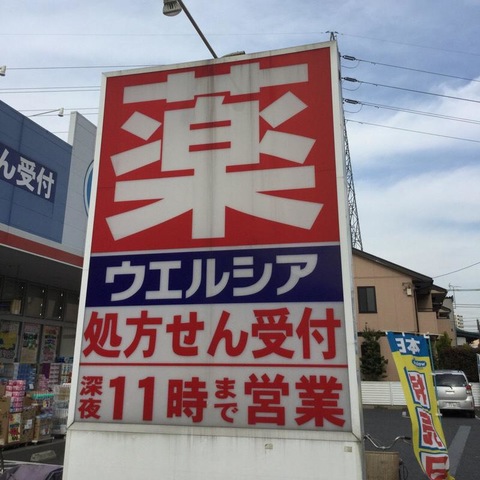 薬
ウエルシア
処方せん受付
深夜11時まで営業
せん受付